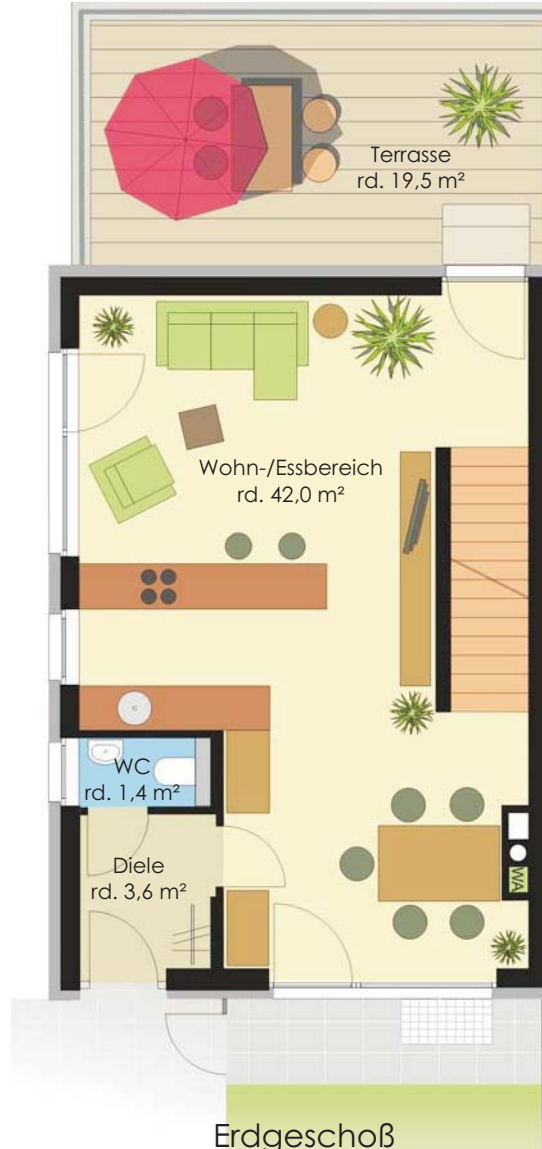 Terrasse
rd. 19,5 m²
Wohn-/Essbereich
rd. 42,0 m²
WC
rd. 1,4 m²
Diele
rd. 3,6 m²
WA
Erdgeschoß